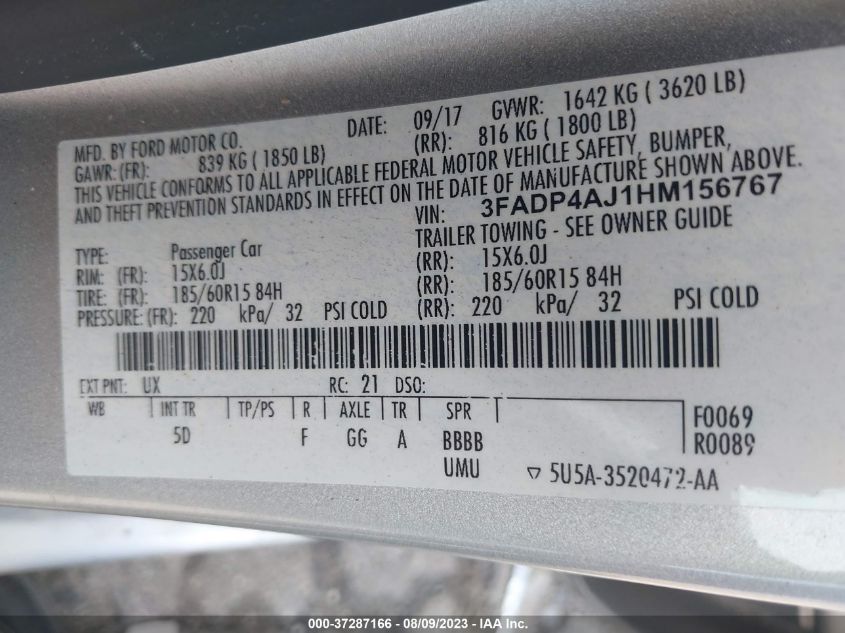 MFD. BY FORD MOTOR CO. DATE: 09/17 GVWR: 1642 KG ( 3620 LB)
GAWR: (FR): 839 KG ( 1850 LB) (RR): 816 KG ( 1800 LB)
THIS VEHICLE CONFORMS TO ALL APPLICABLE FEDERAL MOTOR VEHICLE SAFETY, BUMPER,
AND THEFT PREVENTION STANDARDS IN EFFECT ON THE DATE OF MANUFACTURE SHOWN ABOVE.
VIN: 3FADP4AJ1HM156767
TYPE: Passenger Car TRAILER TOWING - SEE OWNER GUIDE
RIM: (FR): 15X6.0J (RR): 15X6.0J
TIRE: (FR): 185/60R15 84H (RR): 185/60R15 84H
PRESSURE: (FR): 220 kPa/ 32 PSI COLD (RR): 220 kPa/ 32 PSI COLD
EXT PNT: UX RC: 21 DSO:
WB INT TR TP/PS R AXLE TR SPR F0069
5D F GG A BBBB R0089
UMU ▽ 5U5A-3520472-AA
000-37287166 - 08/09/2023 - IAA Inc.